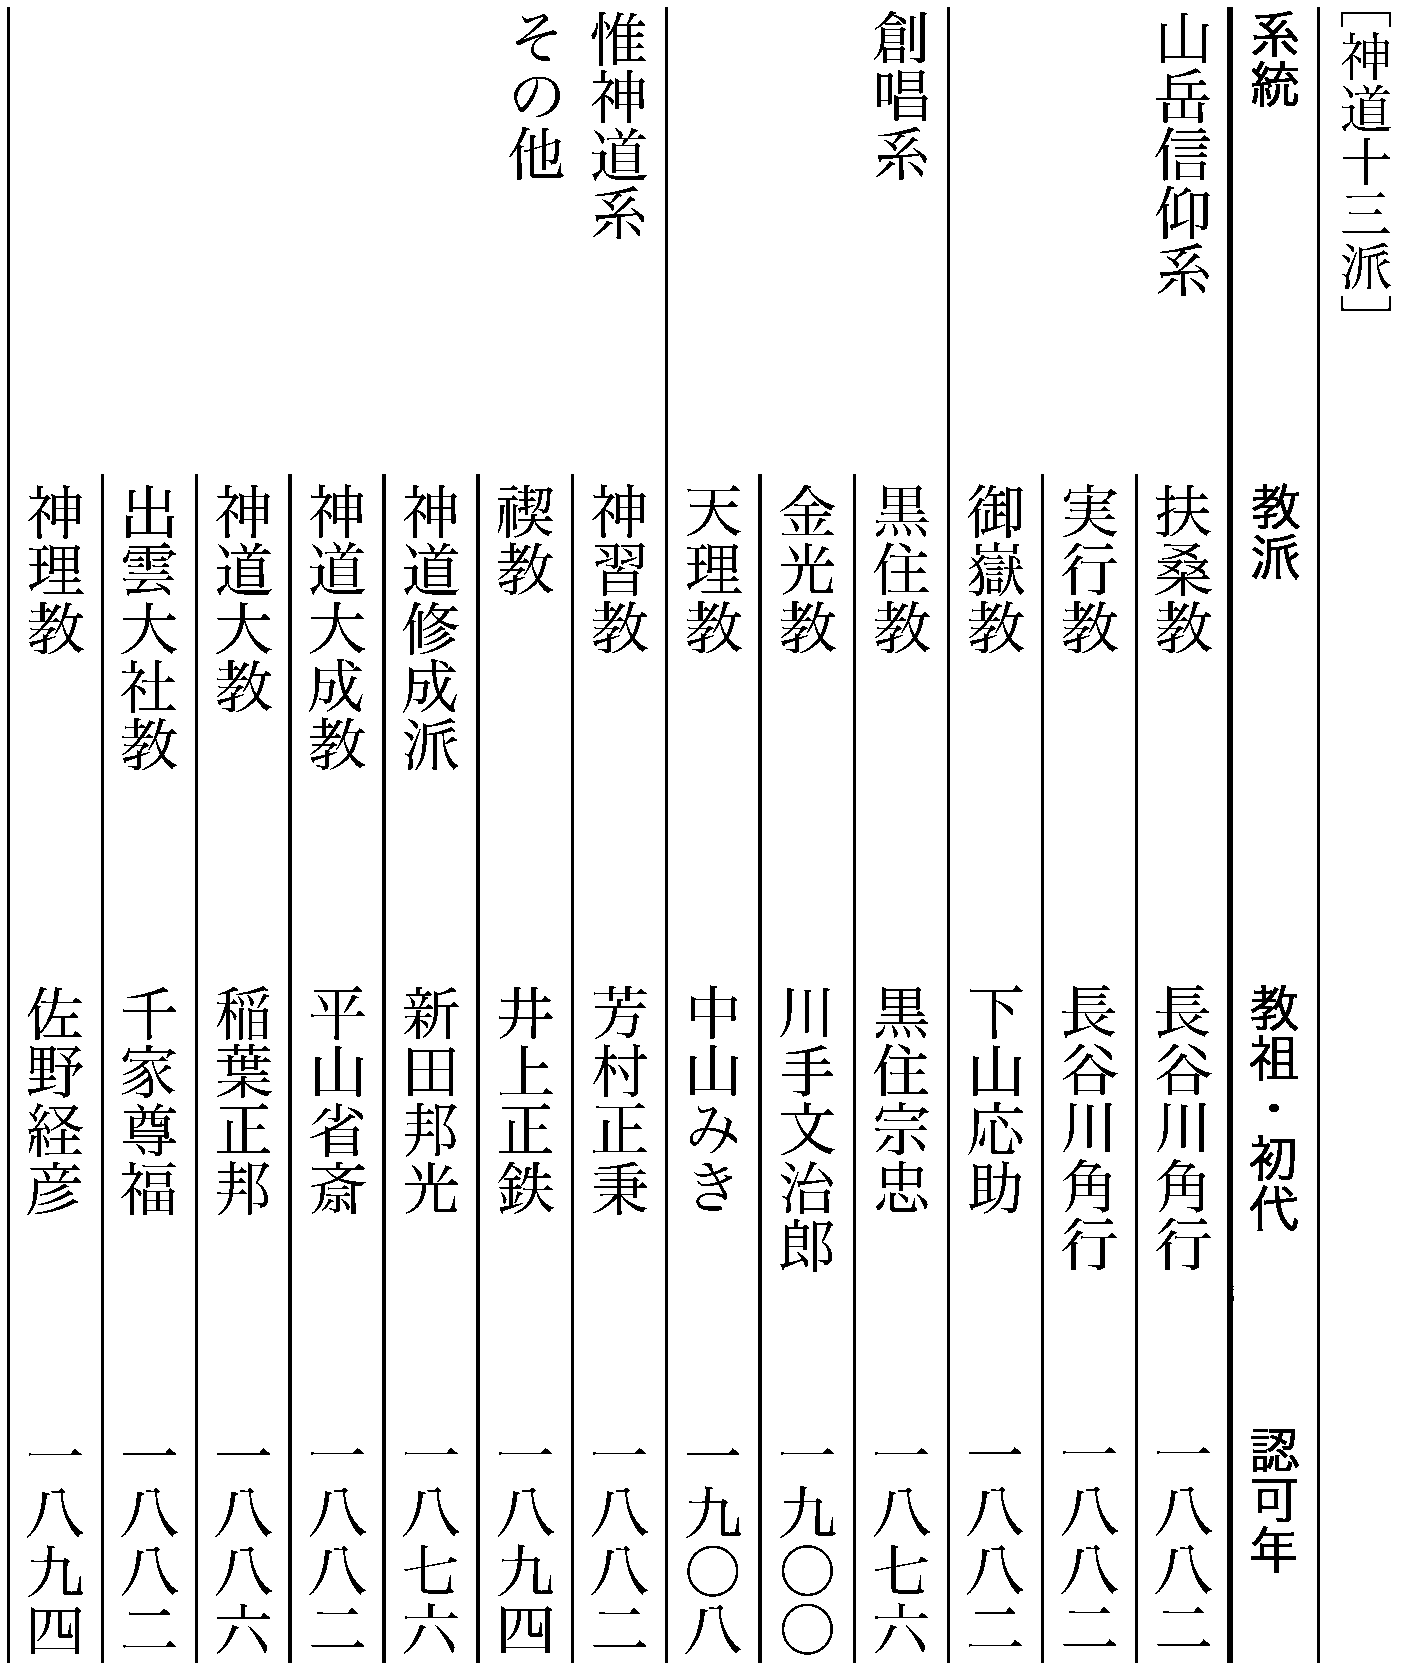 ［神道十三派］
系統 教派 教祖・初代 認可年
山岳信仰系 扶桑教 長谷川角行 一八八二
実行教 長谷川角行 一八八二
御嶽教 下山応助 一八八二
創唱系 黒住教 黒住宗忠 一八七六
金光教 川手文治郎 一九〇〇
天理教 中山みき 一九〇八
惟神道系 神習教 芳村正秉 一八八二
その他 禊教 井上正鉄 一八九四
神道修成派 新田邦光 一八七六
神道大成教 平山省斎 一八八二
神道大教 稲葉正邦 一八八六
出雲大社教 千家尊福 一八八二
神理教 佐野経彦 一八九四